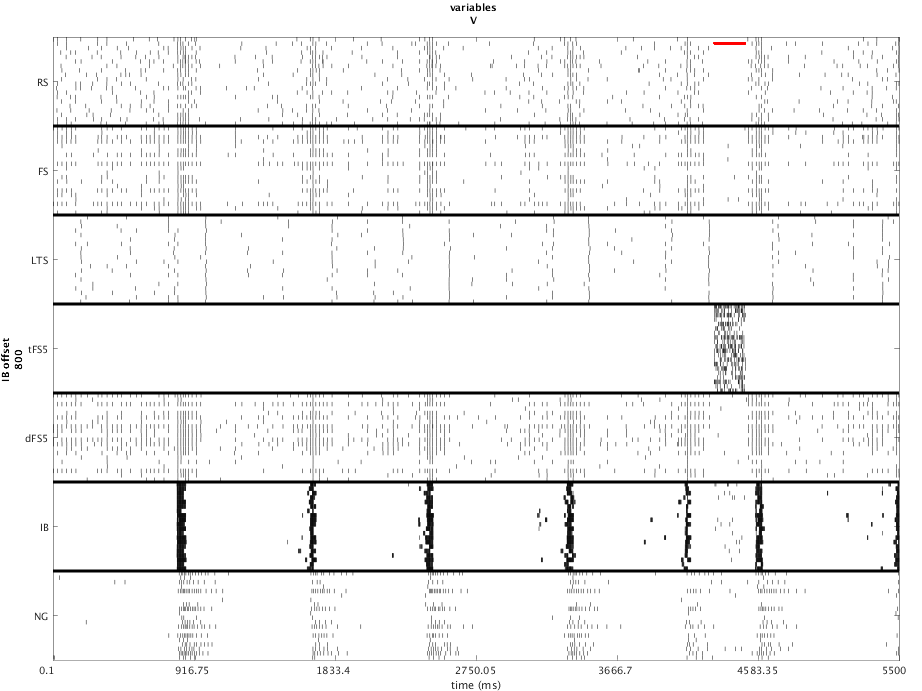 variables
V
RS
FS
LTS
IB offset
800
tFS5
dFS5
IB
NG
0.1
916.75
1833.4
2750.05
3666.7
4583.35
5500
time (ms)